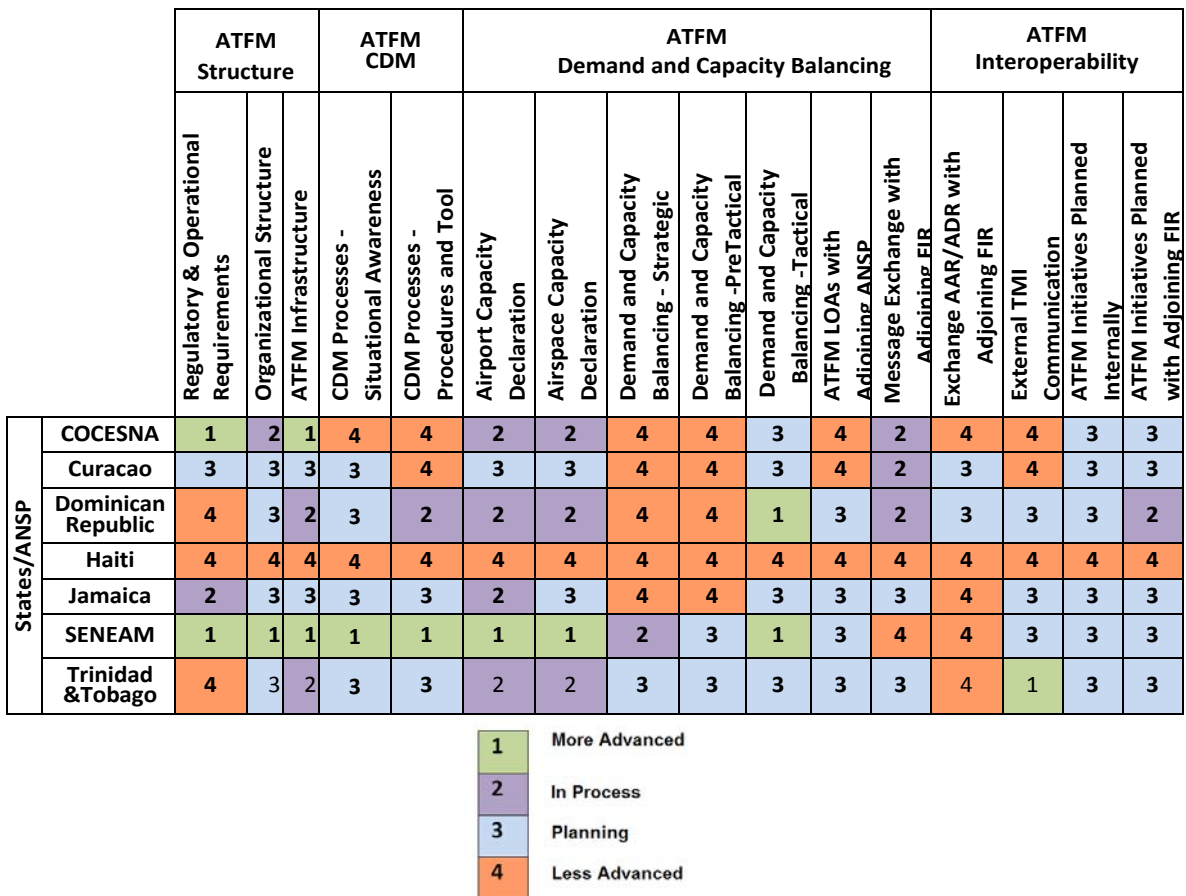 ATFM
Structure
ATFM
CDM
ATFM
Demand and Capacity Balancing
ATFM
Interoperability
Regulatory & Operational
Requirements
Organizational Structure
ATFM Infrastructure
CDM Processes -
Situational Awareness
CDM Processes -
Procedures and Tool
Airport Capacity
Declaration
Airspace Capacity
Declaration
Demand and Capacity
Balancing - Strategic
Demand and Capacity
Balancing -PreTactical
Demand and Capacity
Balancing -Tactical
ATFM LOAs with
Adjoining ANSP
Message Exchange with
Adjoining FIR
Exchange AAR/ADR with
Adjoining FIR
External TMI
Communication
ATFM Initiatives Planned
Internally
ATFM Initiatives Planned
with Adjoining FIR
States/ANSP
COCESNA 1 2 1 4 4 2 2 4 4 3 4 2 4 4 3 3
Curacao 3 3 3 3 4 3 3 4 4 3 4 2 3 4 3 3
Dominican
Republic 4 3 2 3 2 2 2 4 4 1 3 2 3 3 3 2
Haiti 4 4 4 4 4 4 4 4 4 4 4 4 4 4 4 4
Jamaica 2 3 3 3 3 2 3 4 4 3 3 3 4 3 3 3
SENEAM 1 1 1 1 1 1 1 2 3 1 3 4 4 3 3 3
Trinidad
&Tobago 4 3 2 3 3 2 2 3 3 3 3 3 4 1 3 3
1 More Advanced
2 In Process
3 Planning
4 Less Advanced